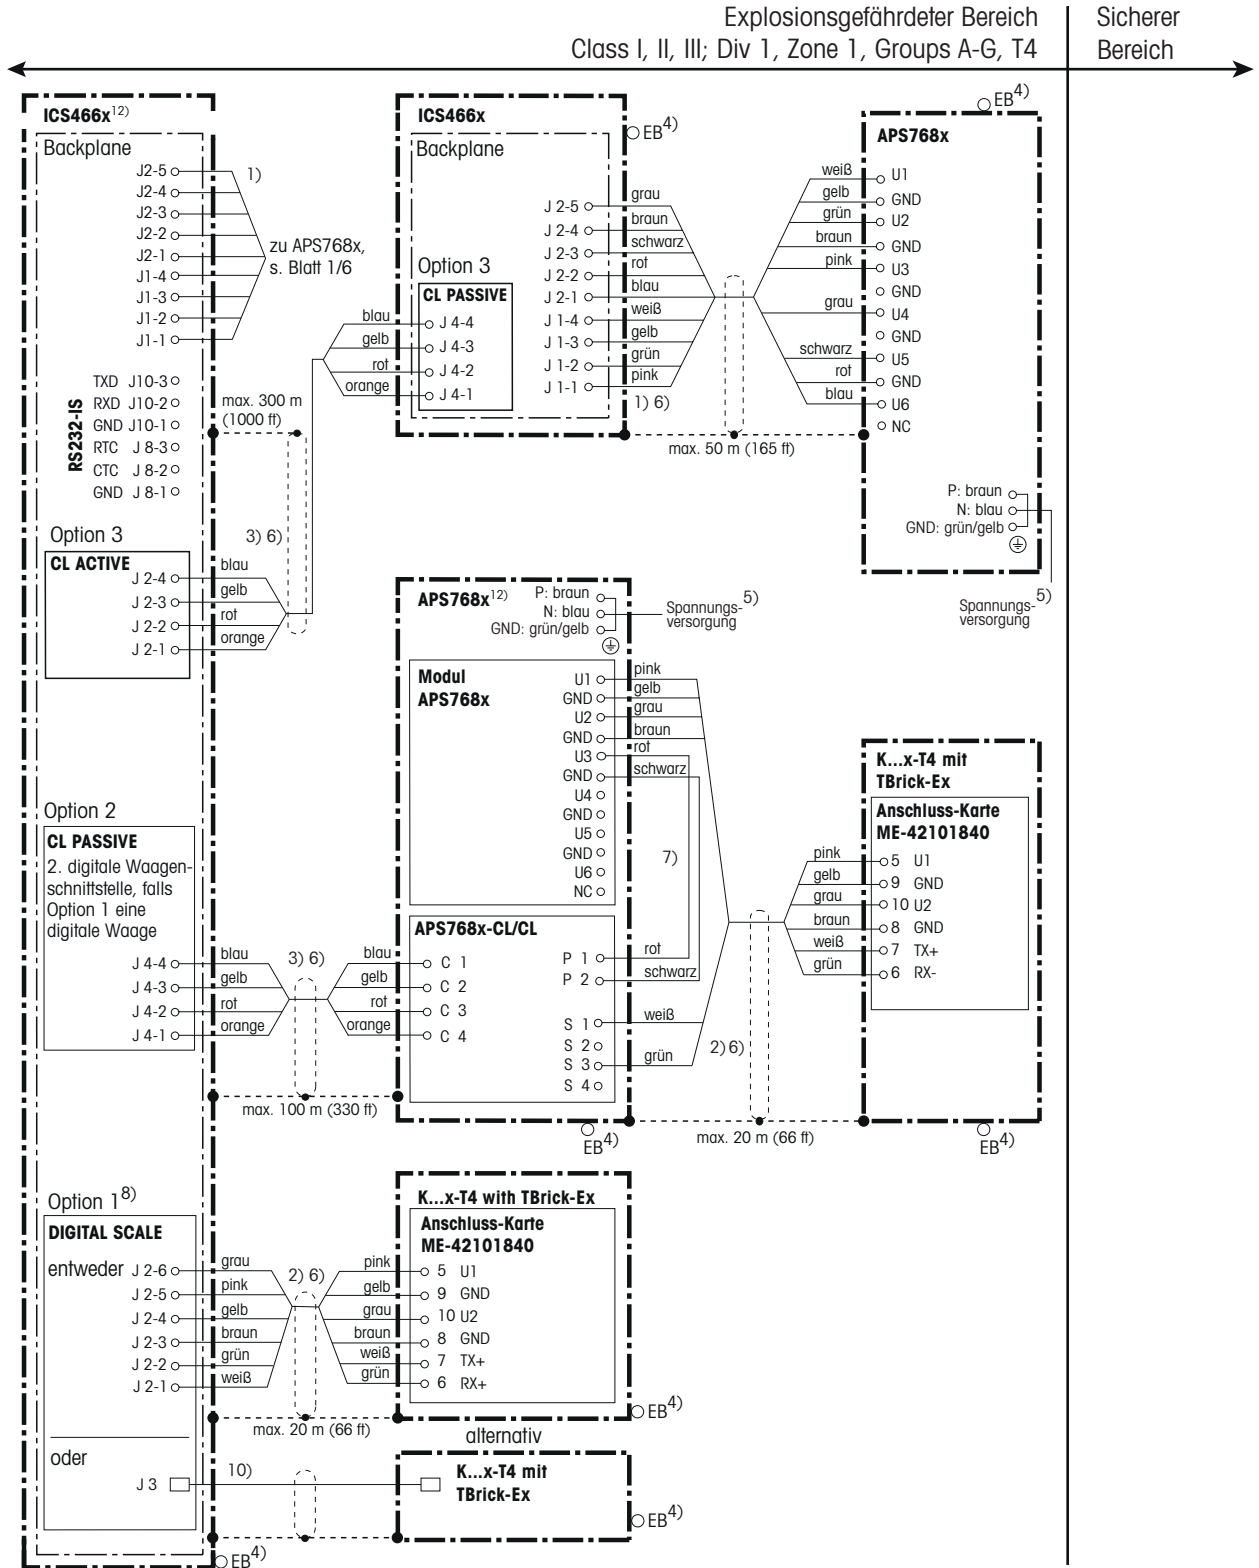 Explosionsgefährdeter Bereich
Class I, II, III; Div 1, Zone 1, Groups A-G, T4
Sicherer
Bereich
ICS466x12)
Backplane
J2-5
J2-4
J2-3
J2-2
J2-1
J1-4
J1-3
J1-2
J1-1
1)
zu APS768x,
s. Blatt 1/6
RS232-IS
TXD J10-3
RXD J10-2
GND J10-1
RTC J 8-3
CTC J 8-2
GND J 8-1
max. 300 m
(1000 ft)
3) 6)
Option 3
CL ACTIVE
J 2-4 blau
J 2-3 gelb
J 2-2 rot
J 2-1 orange
ICS466x
EB4)
Backplane
Option 3
CL PASSIVE
blau J 4-4
gelb J 4-3
rot J 4-2
orange J 4-1
J 2-5 grau
J 2-4 braun
J 2-3 schwarz
J 2-2 rot
J 2-1 blau
J 1-4 weiß
J 1-3 gelb
J 1-2 grün
J 1-1 pink
1) 6)
max. 50 m (165 ft)
EB4)
APS768x
weiß U1
gelb GND
grün U2
braun GND
pink U3
GND
grau U4
GND
schwarz U5
rot GND
blau U6
NC
P: braun
N: blau
GND: grün/gelb
Spannungs-5)
versorgung
APS768x12)
P: braun
N: blau
GND: grün/gelb
Spannungs-5)
versorgung
Modul
APS768x
U1 pink
GND gelb
U2 grau
GND braun
U3 rot
GND schwarz
U4
GND
U5
GND
U6
NC
7)
APS768x-CL/CL
blau C 1
gelb C 2
rot C 3
orange C 4
P 1 rot
P 2 schwarz
S 1 weiß
S 2
S 3 grün
S 4
2) 6)
max. 20 m (66 ft)
EB4)
K...x-T4 mit
TBrick-Ex
Anschluss-Karte
ME-42101840
pink 5 U1
gelb 9 GND
grau 10 U2
braun 8 GND
weiß 7 TX+
grün 6 RX-
EB4)
Option 2
CL PASSIVE
2. digitale Waagen-
schnittstelle, falls
Option 1 eine
digitale Waage
J 4-4 blau
J 4-3 gelb
J 4-2 rot
J 4-1 orange
3) 6)
max. 100 m (330 ft)
Option 18)
DIGITAL SCALE
entweder J 2-6 grau
J 2-5 pink
J 2-4 gelb
J 2-3 braun
J 2-2 grün
J 2-1 weiß
2) 6)
max. 20 m (66 ft)
K...x-T4 with TBrick-Ex
Anschluss-Karte
ME-42101840
pink 5 U1
gelb 9 GND
grau 10 U2
braun 8 GND
weiß 7 TX+
grün 6 RX+
EB4)
alternativ
oder
J 3
10)
K...x-T4 mit
TBrick-Ex
EB4)
EB4)